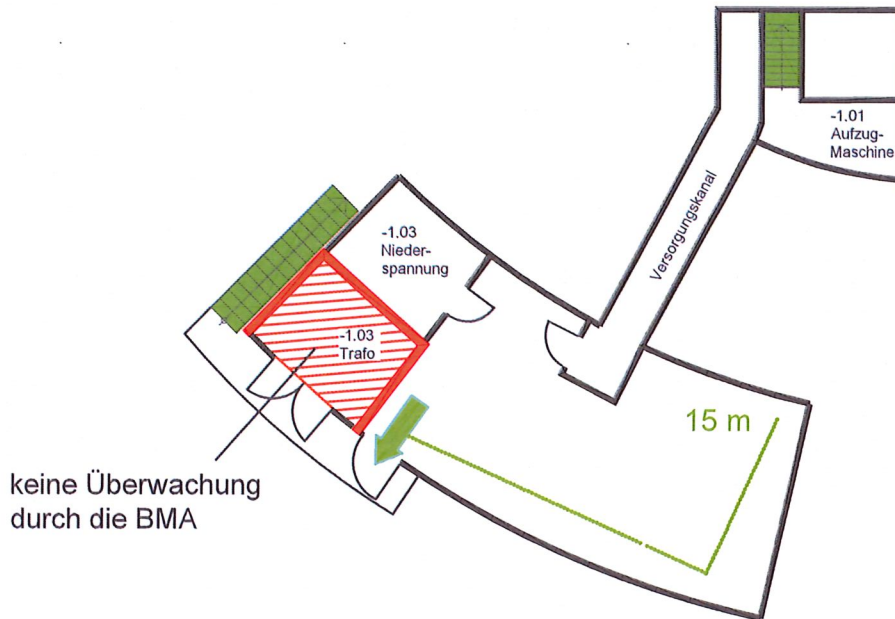 -1.01
Aufzug-
Maschine
Versorgungskanal
-1.03
Nieder-
spannung
-1.03
Trafo
15 m
keine Überwachung
durch die BMA